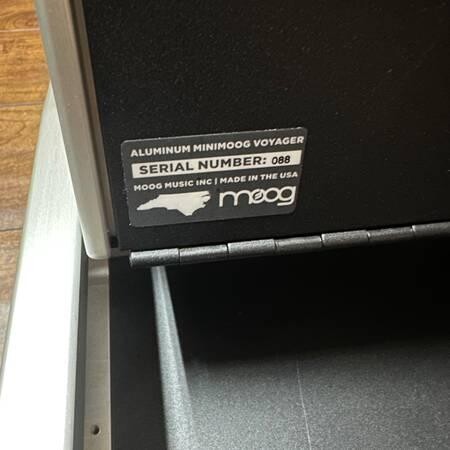 ALUMINUM MINIMOOG VOYAGER
SERIAL NUMBER: 088
MOOG MUSIC INC | MADE IN THE USA
moog